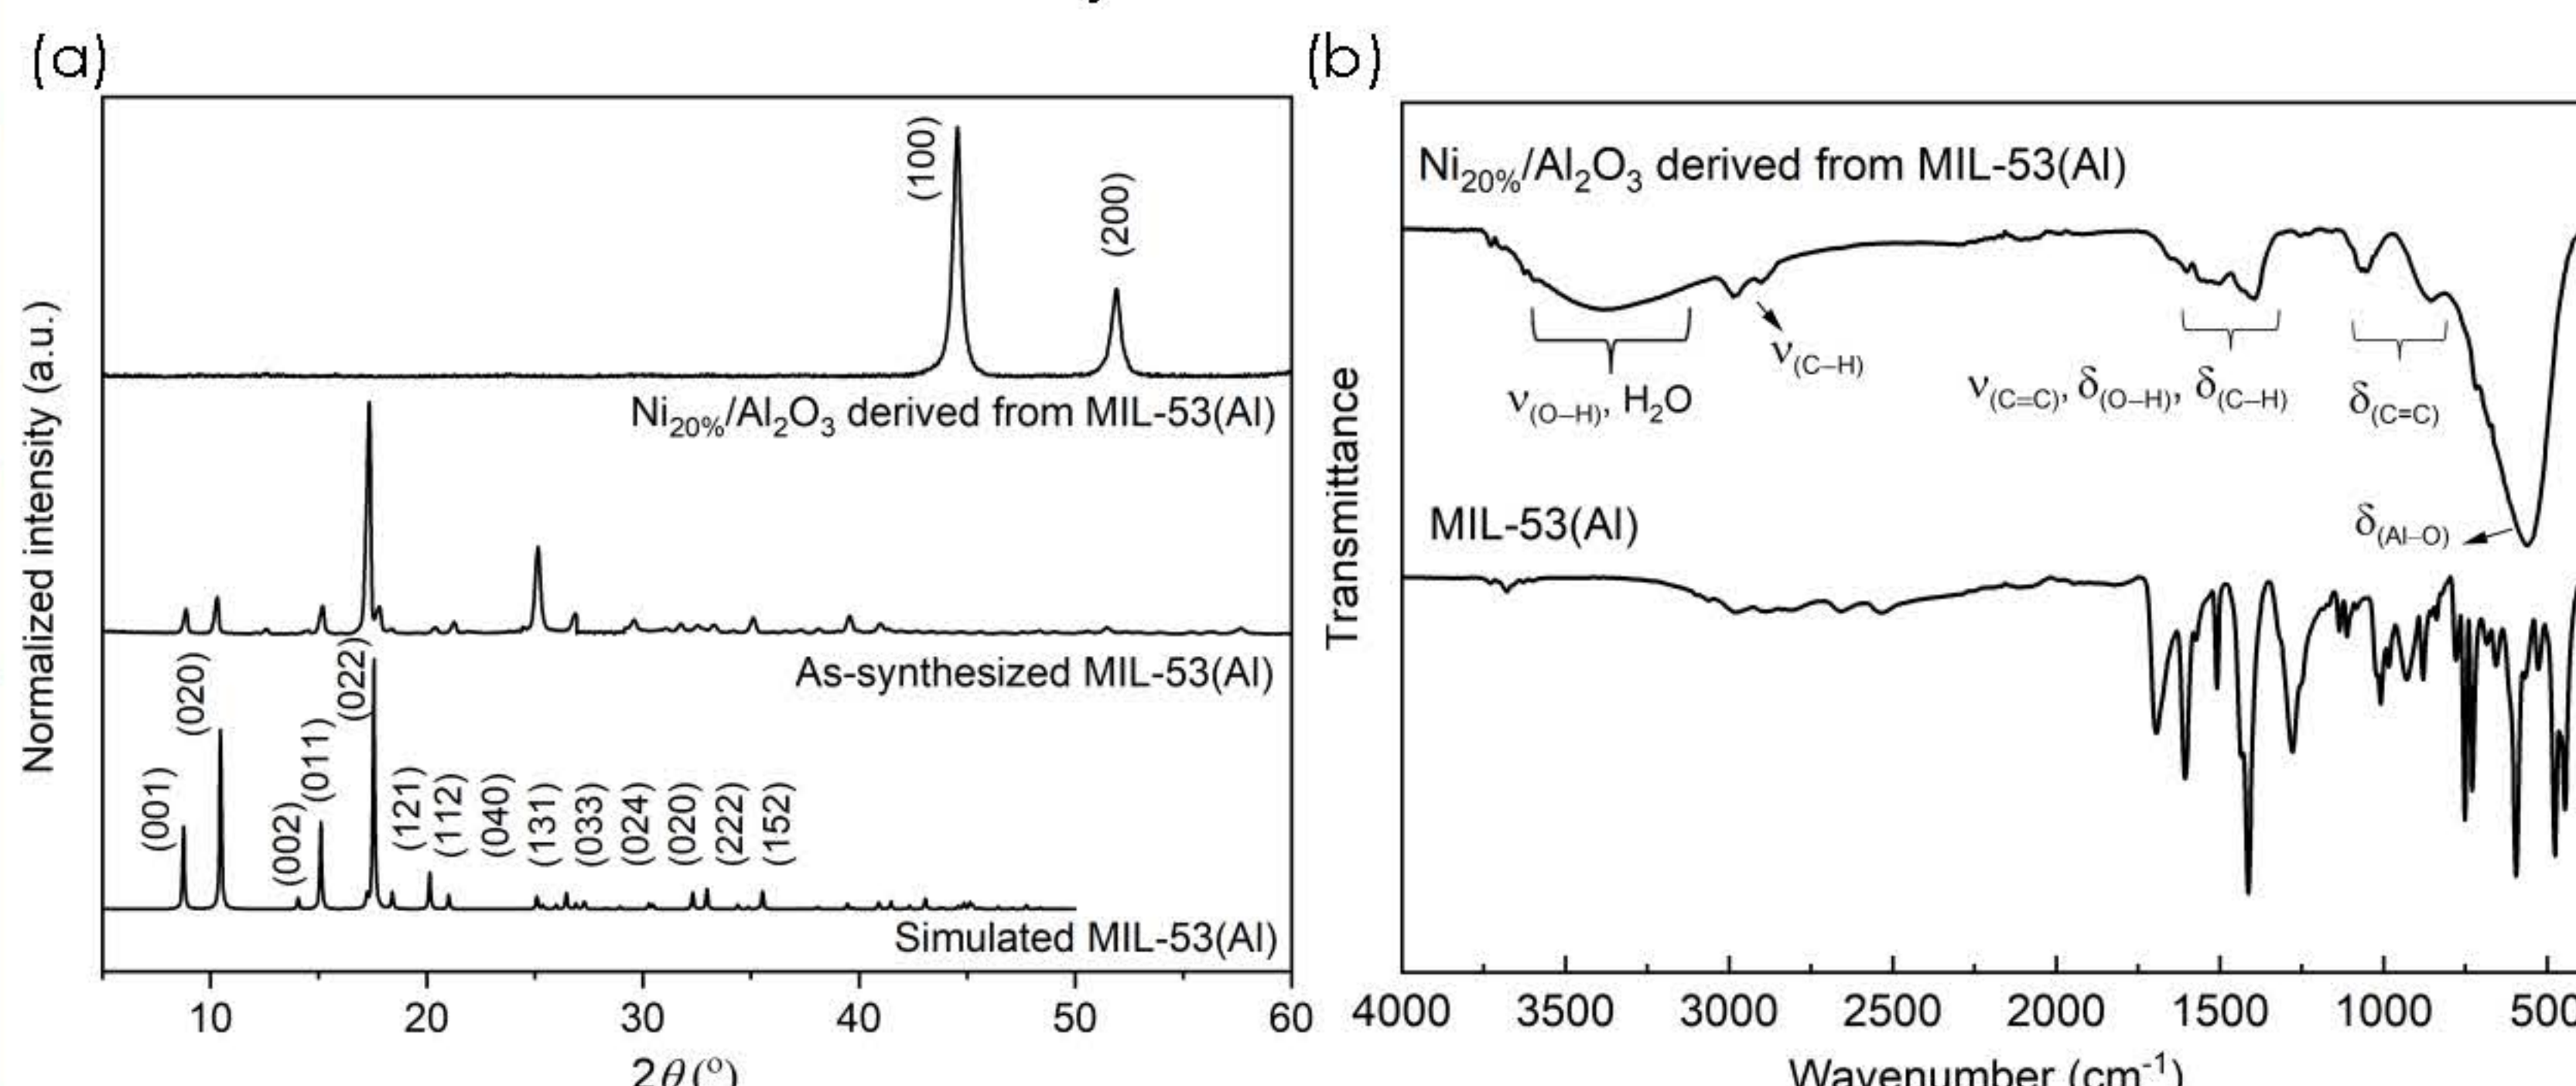 (a)
Normalized intensity (a.u.)
(100)
(200)
Ni20%/Al2O3 derived from MIL-53(Al)
As-synthesized MIL-53(Al)
(001)
(020)
(002)
(011)
(022)
(121)
(112)
(040)
(131)
(033)
(024)
(020)
(222)
(152)
Simulated MIL-53(Al)
10 20 30 40 50 60
2θ (º)
(b)
Transmittance
Ni20%/Al2O3 derived from MIL-53(Al)
ν(C–H)
ν(O–H), H2O
ν(C=C), δ(O–H), δ(C–H)
δ(C=C)
δ(Al–O)
MIL-53(Al)
4000 3500 3000 2500 2000 1500 1000 500
Wavenumber (cm-1)